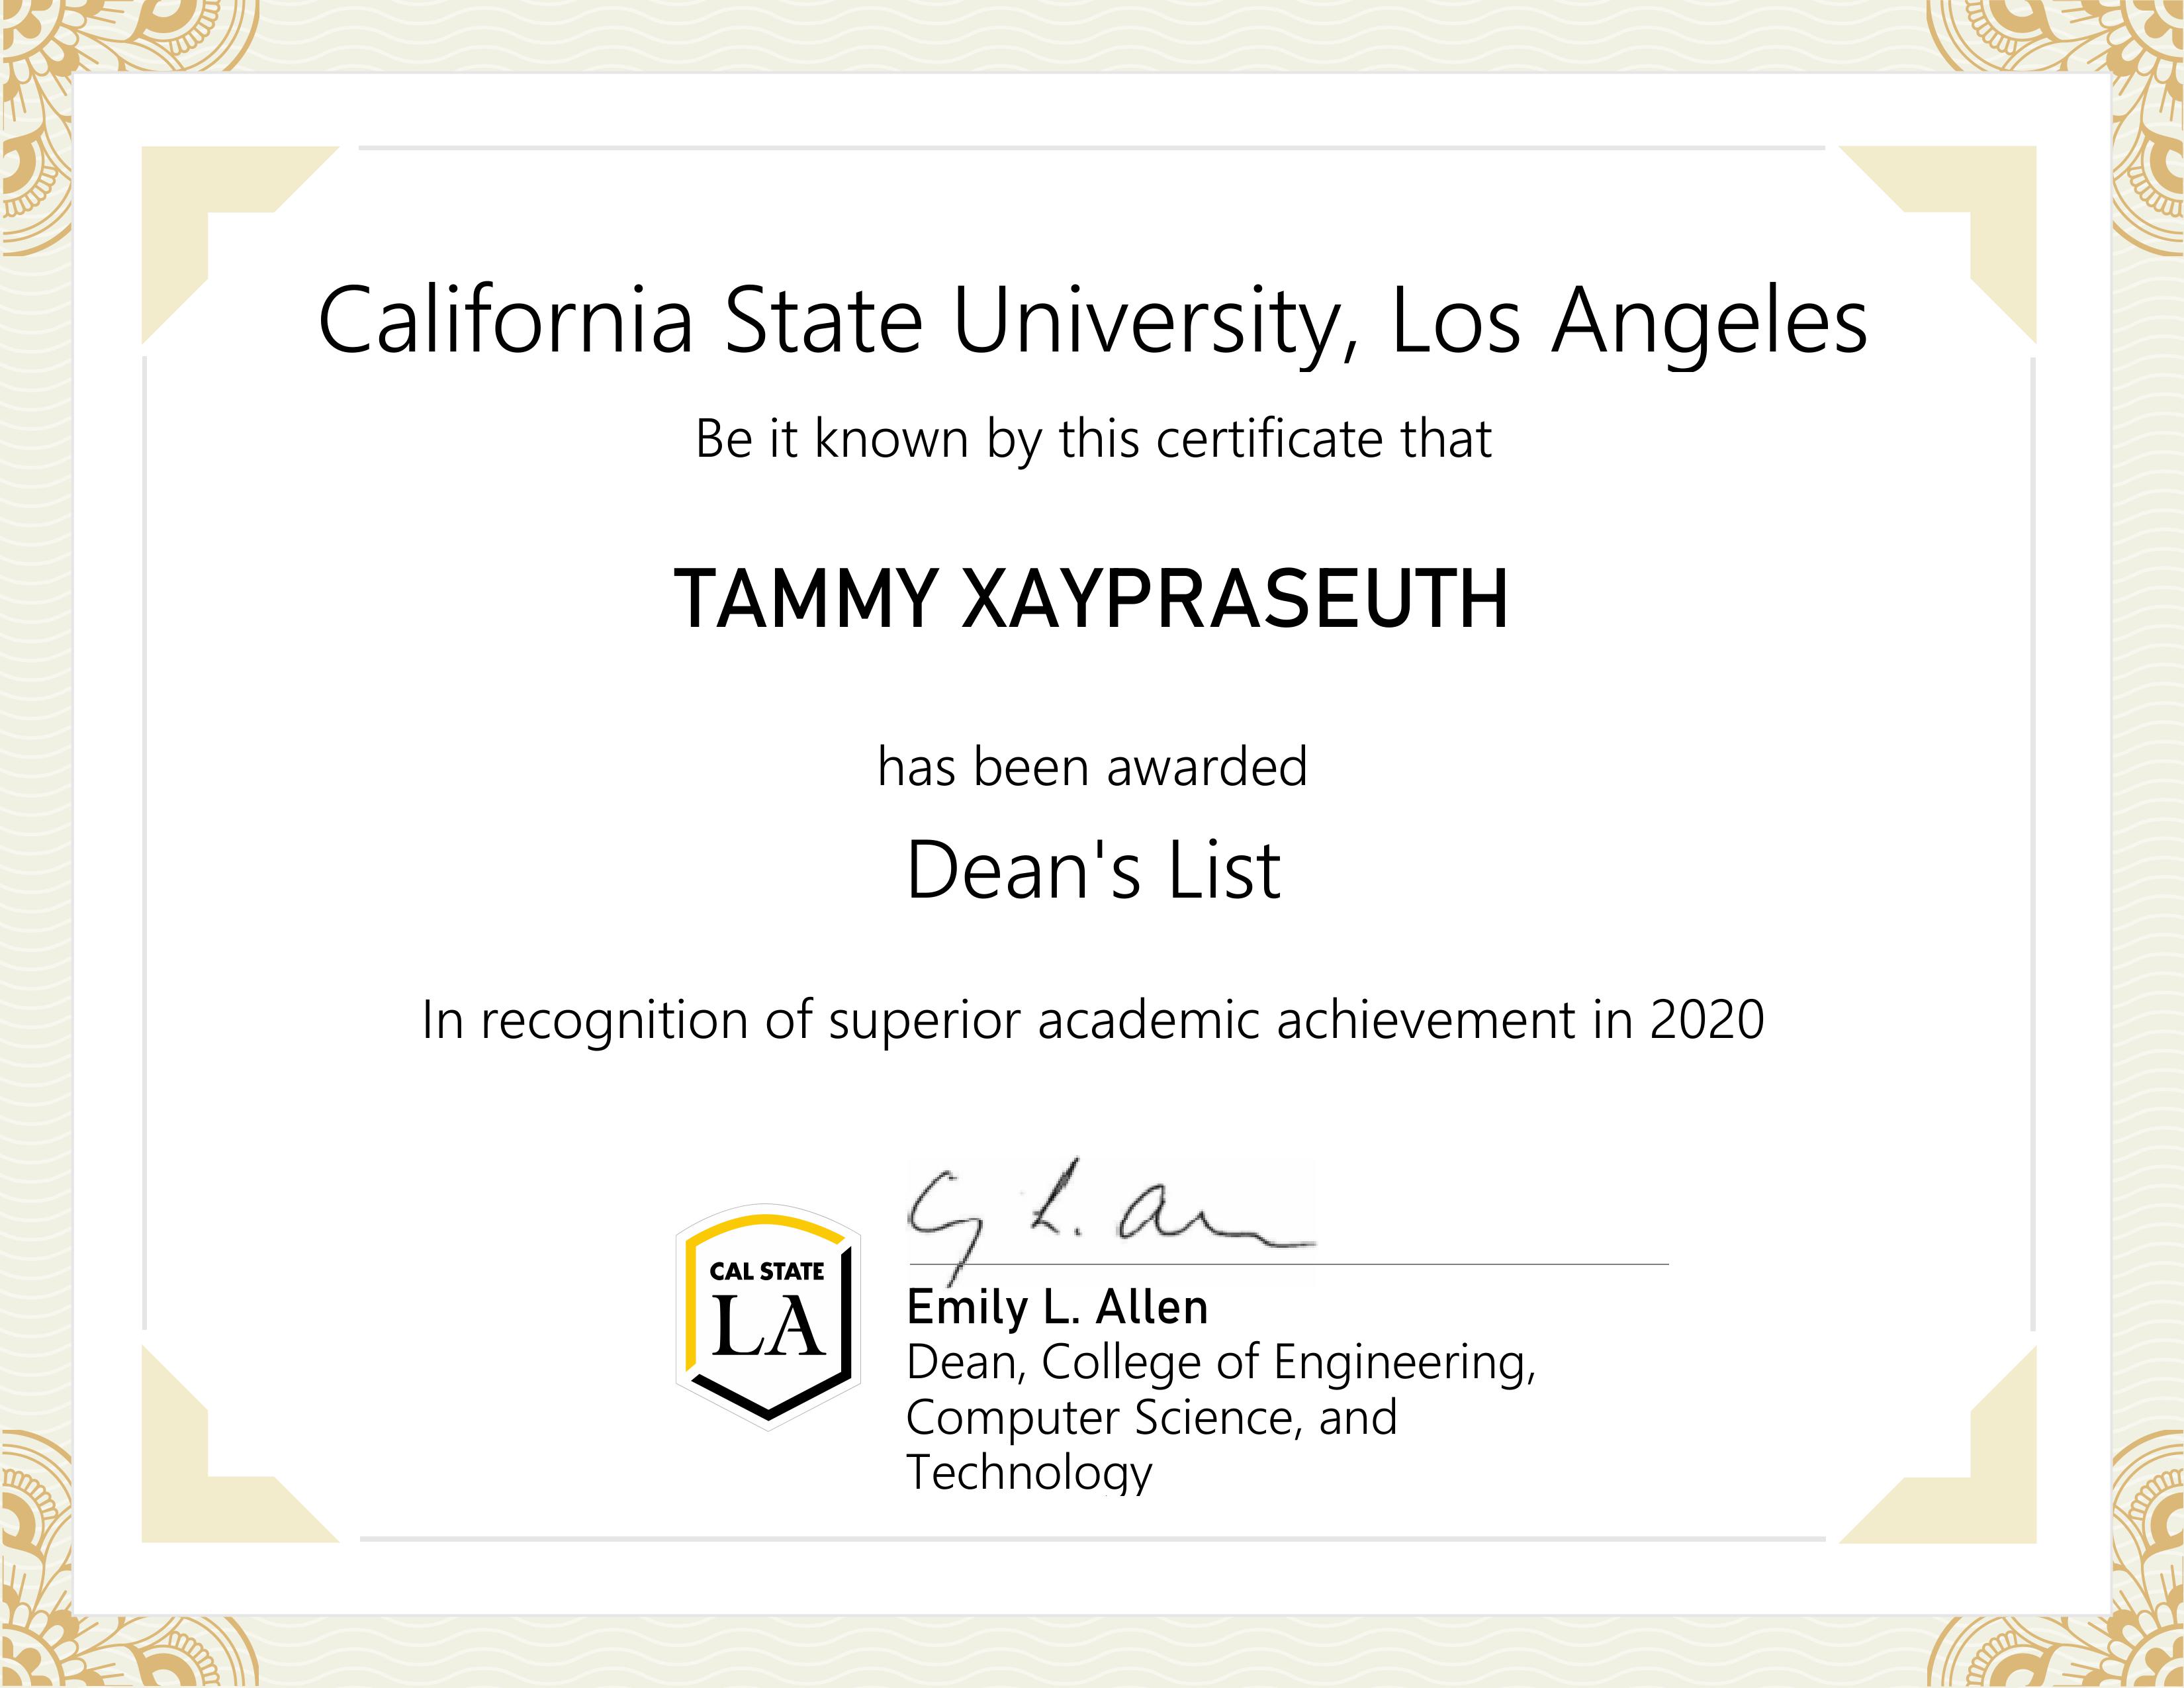 California State University, Los Angeles
Be it known by this certificate that
TAMMY XAYPRASEUTH
has been awarded
Dean's List
In recognition of superior academic achievement in 2020
CAL STATE
LA
Emily L. Allen
Dean, College of Engineering,
Computer Science, and
Technology